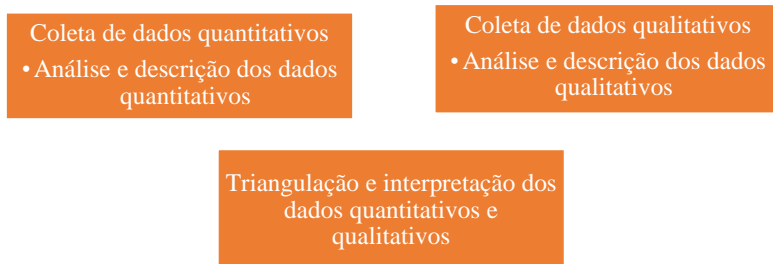 Coleta de dados quantitativos
• Análise e descrição dos dados
quantitativos
Coleta de dados qualitativos
• Análise e descrição dos dados
qualitativos
Triangulação e interpretação dos
dados quantitativos e
qualitativos